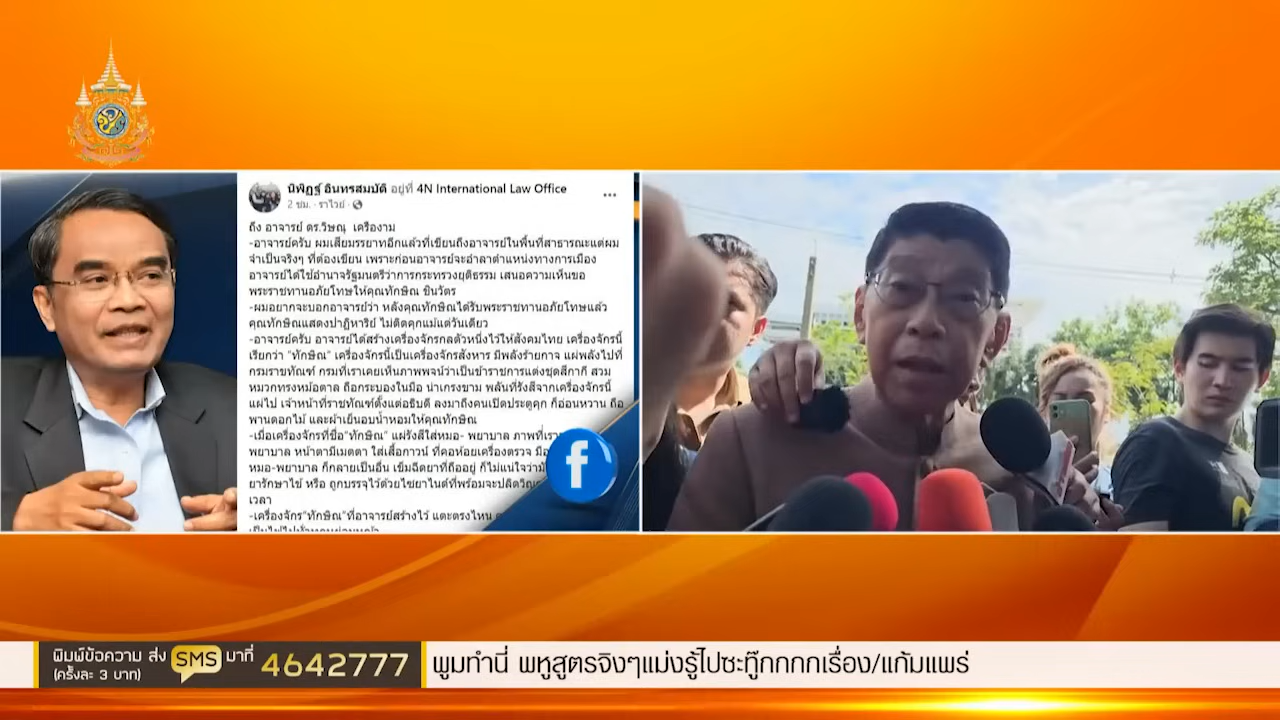 นิพิฏฐ์ อินทรสมบัติ อยู่ที่ 4N International Law Office
2 ชม. · ราไวย์ ·
ถึง อาจารย์ ดร.วิษณุ เครืองาม
-อาจารย์ครับ ผมเสียมรรยาทอีกแล้วที่เขียนถึงอาจารย์ในพื้นที่สาธารณะแต่ผม
จำเป็นจริงๆ ที่ต้องเขียน เพราะก่อนอาจารย์จะอำลาตำแหน่งทางการเมือง
อาจารย์ได้ใช้อำนาจรัฐมนตรีว่าการกระทรวงยุติธรรม เสนอความเห็นขอ
พระราชทานอภัยโทษให้คุณทักษิณ ชินวัตร
-ผมอยากจะบอกอาจารย์ว่า หลังคุณทักษิณได้รับพระราชทานอภัยโทษแล้ว
คุณทักษิณแสดงปาฏิหาริย์ ไม่ติดคุกแม้แต่วันเดียว
-อาจารย์ครับ อาจารย์ได้สร้างเครื่องจักรกลตัวหนึ่งไว้ให้สังคมไทย เครื่องจักรนี้
เรียกว่า "ทักษิณ" เครื่องจักรนี้เป็นเครื่องจักรสังหาร มีพลังร้ายกาจ แผ่พลังไปที่
กรมราชทัณฑ์ กรมที่เราเคยเห็นภาพพจน์ว่าเป็นข้าราชการแต่งชุดสีกากี สวม
หมวกทรงหม้อตาล ถือกระบองในมือ น่าเกรงขาม พลันที่รังสีจากเครื่องจักรนี้
แผ่ไป เจ้าหน้าที่ราชทัณฑ์ตั้งแต่อธิบดี ลงมาถึงคนเปิดประตูคุก ก็อ่อนหวาน ถือ
พานดอกไม้ และผ้าเย็นอบน้ำหอมให้คุณทักษิณ
-เมื่อเครื่องจักรที่ชื่อ"ทักษิณ" แผ่รังสีใส่หมอ- พยาบาล ภาพที่เรา
พยาบาล หน้าตามีเมตตา ใส่เสื้อกาวน์ ที่คอห้อยเครื่องตรวจ
หมอ-พยาบาล ก็กลายเป็นอื่น เข็มฉีดยาที่ถืออยู่ ก็ไม่แน่ใจว่า
ยารักษาไข้ หรือ ถูกบรรจุไว้ด้วยไซยาไนด์ที่พร้อมจะปลิด
เวลา
-เครื่องจักร"ทักษิณ"ที่อาจารย์สร้างไว้ แตะตรงไหน
พิมพ์ข้อความ ส่ง SMS มาที่ 4642777
(ครั้งละ 3 บาท)
พูมทำนี่ พหูสูตรจิงๆแม่งรู้ไปซะทู๊กกกกเรื่อง/แก้มแพร่